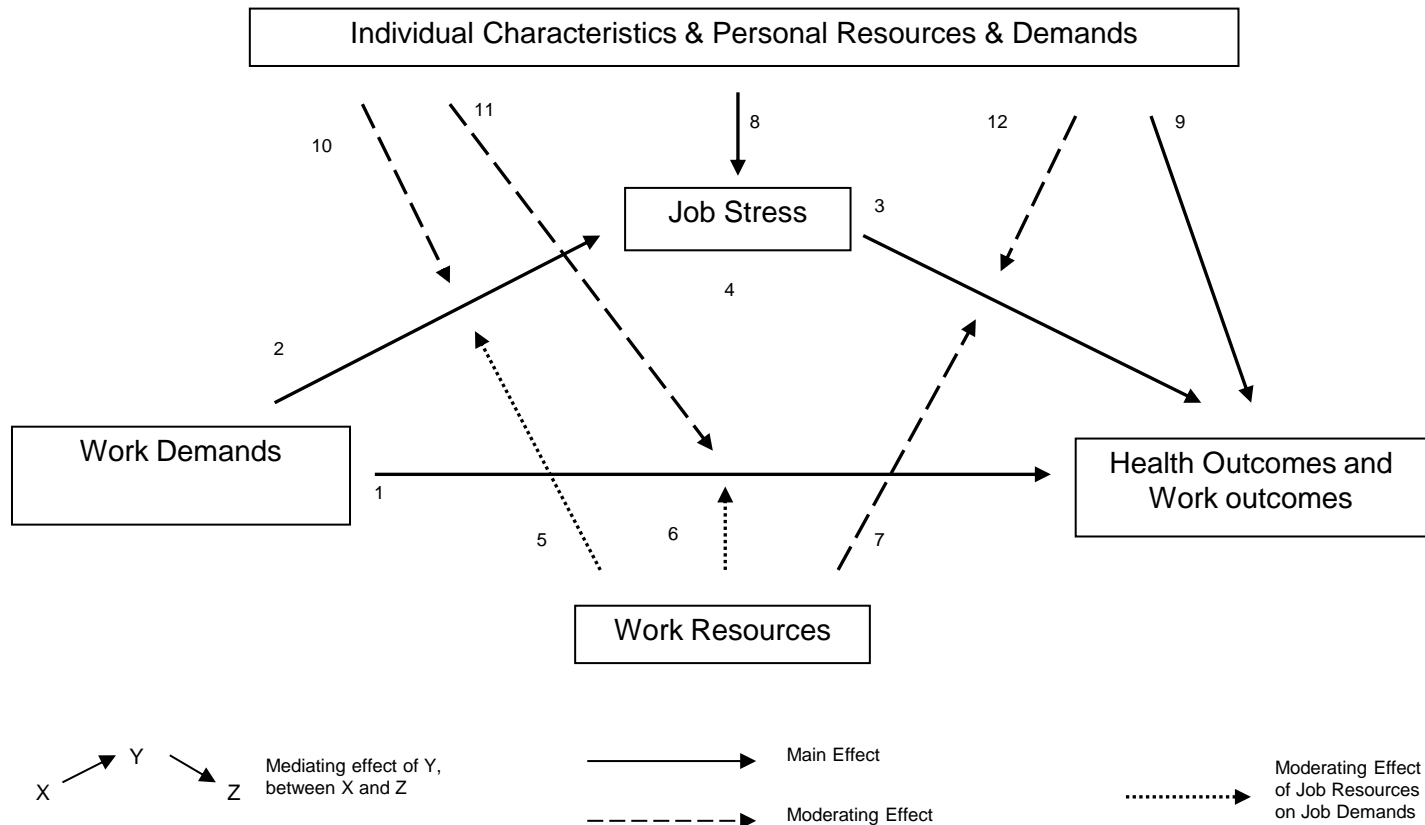 Individual Characteristics & Personal Resources & Demands
10
11
8
12
9
Job Stress
3
4
2
Work Demands
1
Health Outcomes and
Work outcomes
5
6
7
Work Resources
X
Y
Z
Mediating effect of Y,
between X and Z
Main Effect
Moderating Effect
Moderating Effect
of Job Resources
on Job Demands